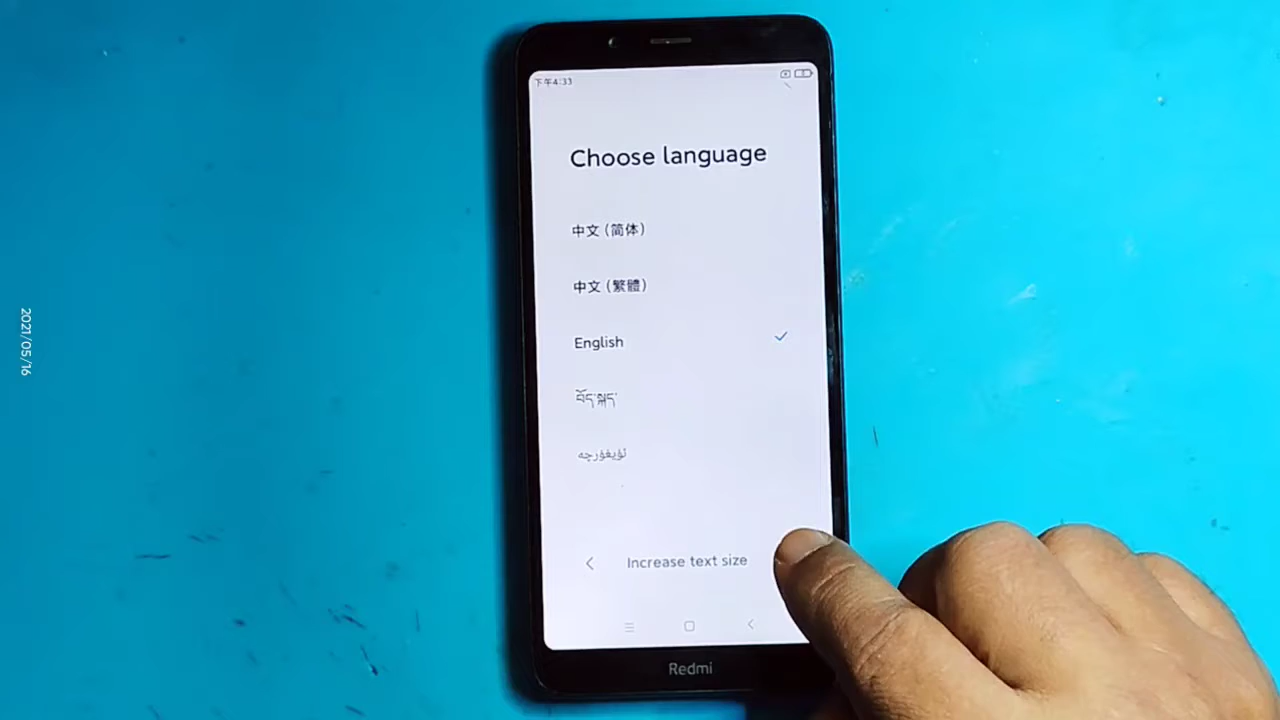 下午4:33
Choose language
中文 (简体)
中文 (繁體)
English
བོད་སྐད་
ئۇيغۇرچە
Increase text size
Redmi
2021/05/16